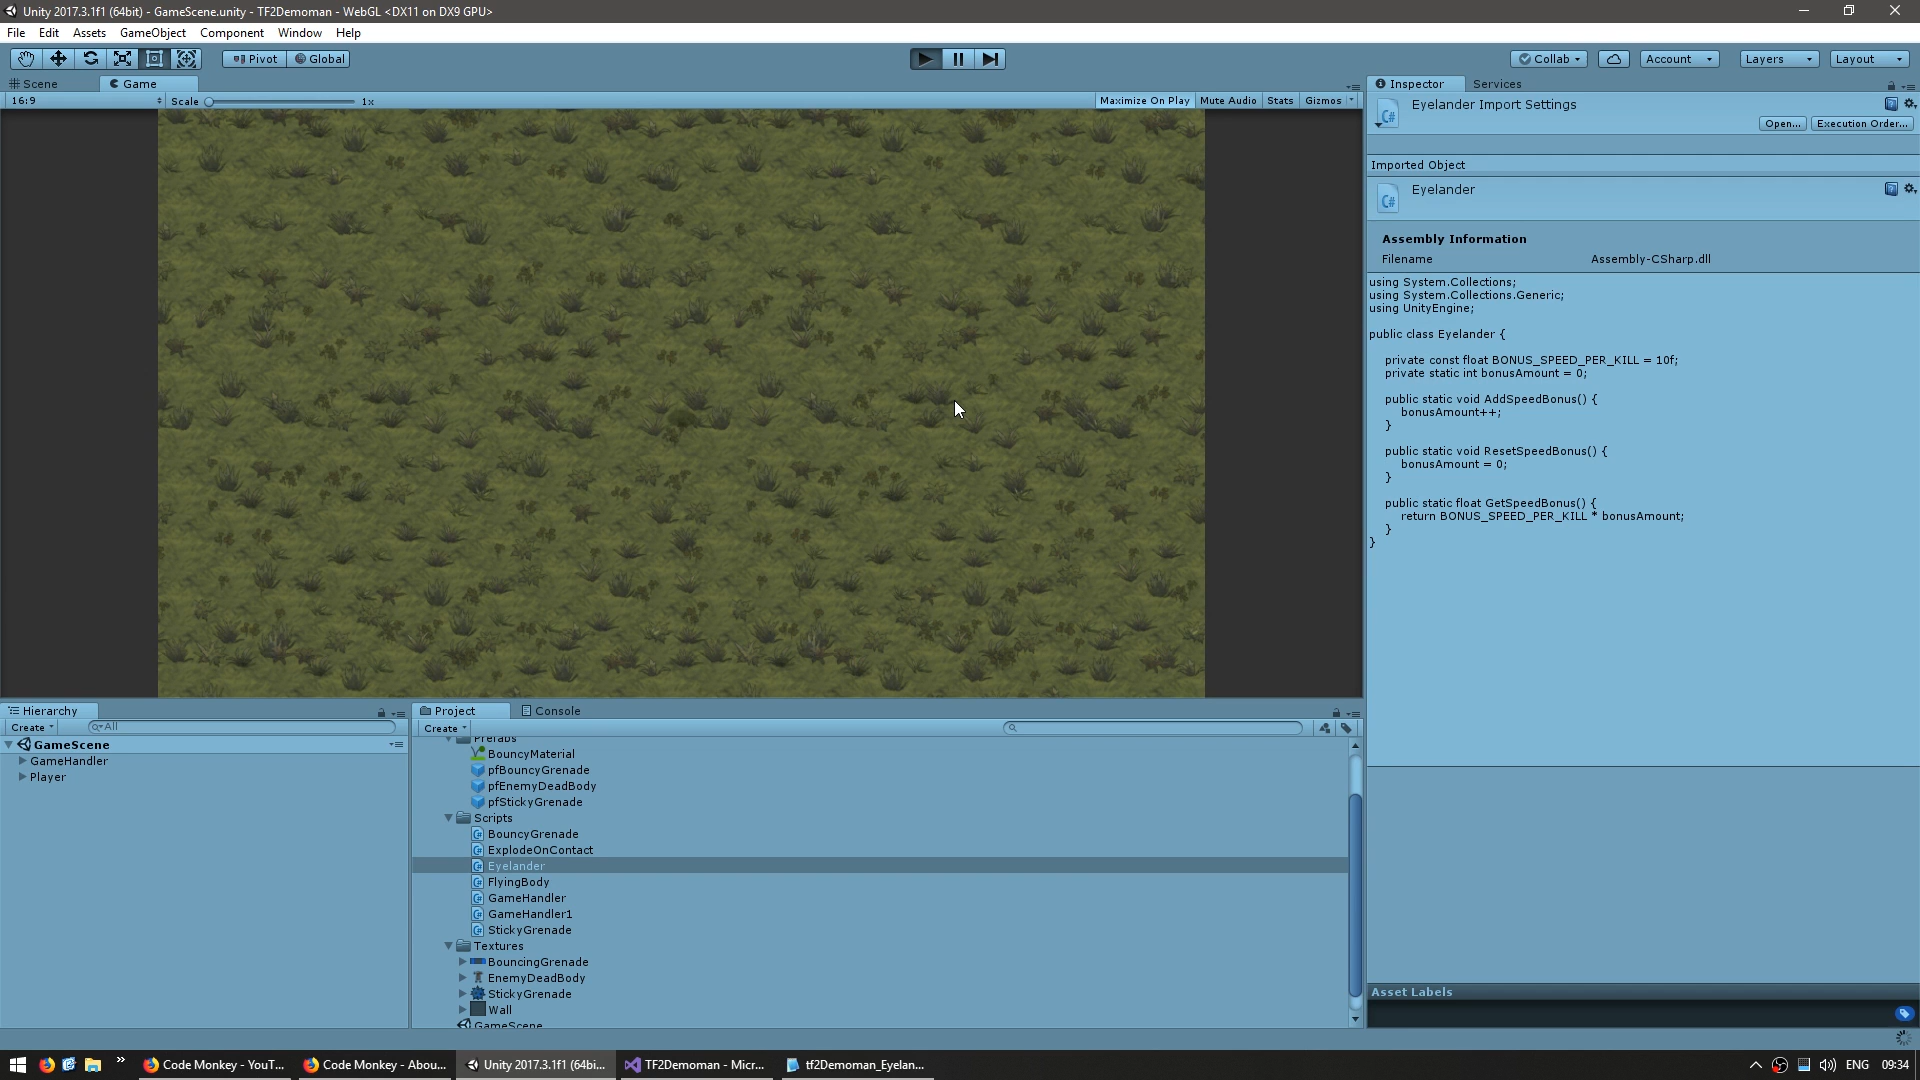 Unity 2017.3.1f1 (64bit) - GameScene.unity - TF2Demoman - WebGL <DX11 on DX9 GPU>
File Edit Assets GameObject Component Window Help
Pivot Global Collab Account Layers Layout
Scene Game
16:9 Scale 1x Maximize On Play Mute Audio Stats Gizmos
Inspector Services
Eyelander Import Settings
Open... Execution Order...
Imported Object
Eyelander
Assembly Information
Filename Assembly-CSharp.dll
using System.Collections;
using System.Collections.Generic;
using UnityEngine;
public class Eyelander {
private const float BONUS_SPEED_PER_KILL = 10f;
private static int bonusAmount = 0;
public static void AddSpeedBonus() {
bonusAmount++;
}
public static void ResetSpeedBonus() {
bonusAmount = 0;
}
public static float GetSpeedBonus() {
return BONUS_SPEED_PER_KILL * bonusAmount;
}
}
Asset Labels
Hierarchy
Create All
GameScene
GameHandler
Player
Project Console
Create
Prefabs
BouncyMaterial
pfBouncyGrenade
pfEnemyDeadBody
pfStickyGrenade
Scripts
BouncyGrenade
ExplodeOnContact
Eyelander
FlyingBody
GameHandler
GameHandler1
StickyGrenade
Textures
BouncingGrenade
EnemyDeadBody
StickyGrenade
Wall
GameScene
Code Monkey - YouT... Code Monkey - Abou... Unity 2017.3.1f1 (64bi... TF2Demoman - Micr... tf2Demoman_Eyelan... ENG 09:34